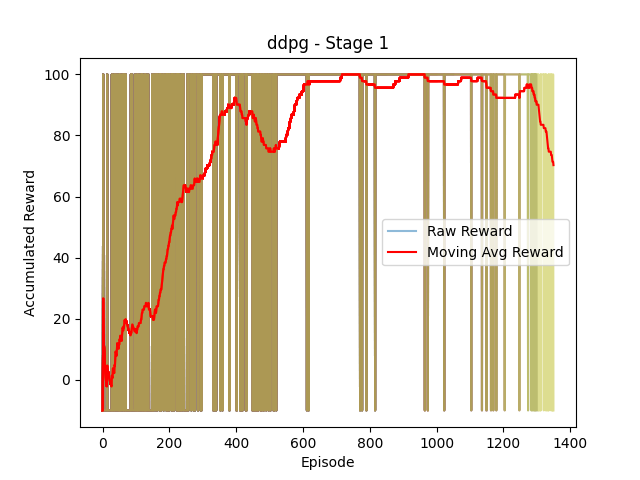 ddpg - Stage 1
Accumulated Reward
100
80
60
40
20
0
Raw Reward
Moving Avg Reward
0 200 400 600 800 1000 1200 1400
Episode